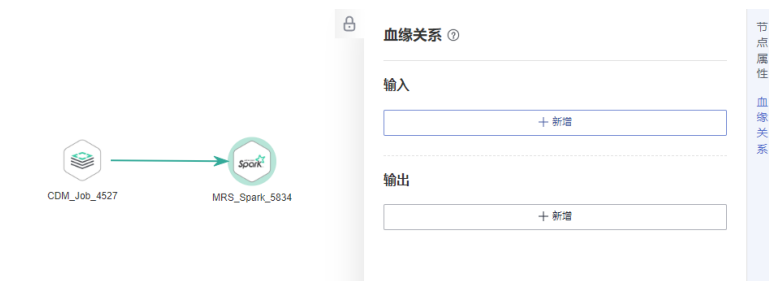 血缘关系
输入
+ 新增
输出
+ 新增
Spark
CDM_Job_4527
MRS_Spark_5834
节点属性
血缘关系